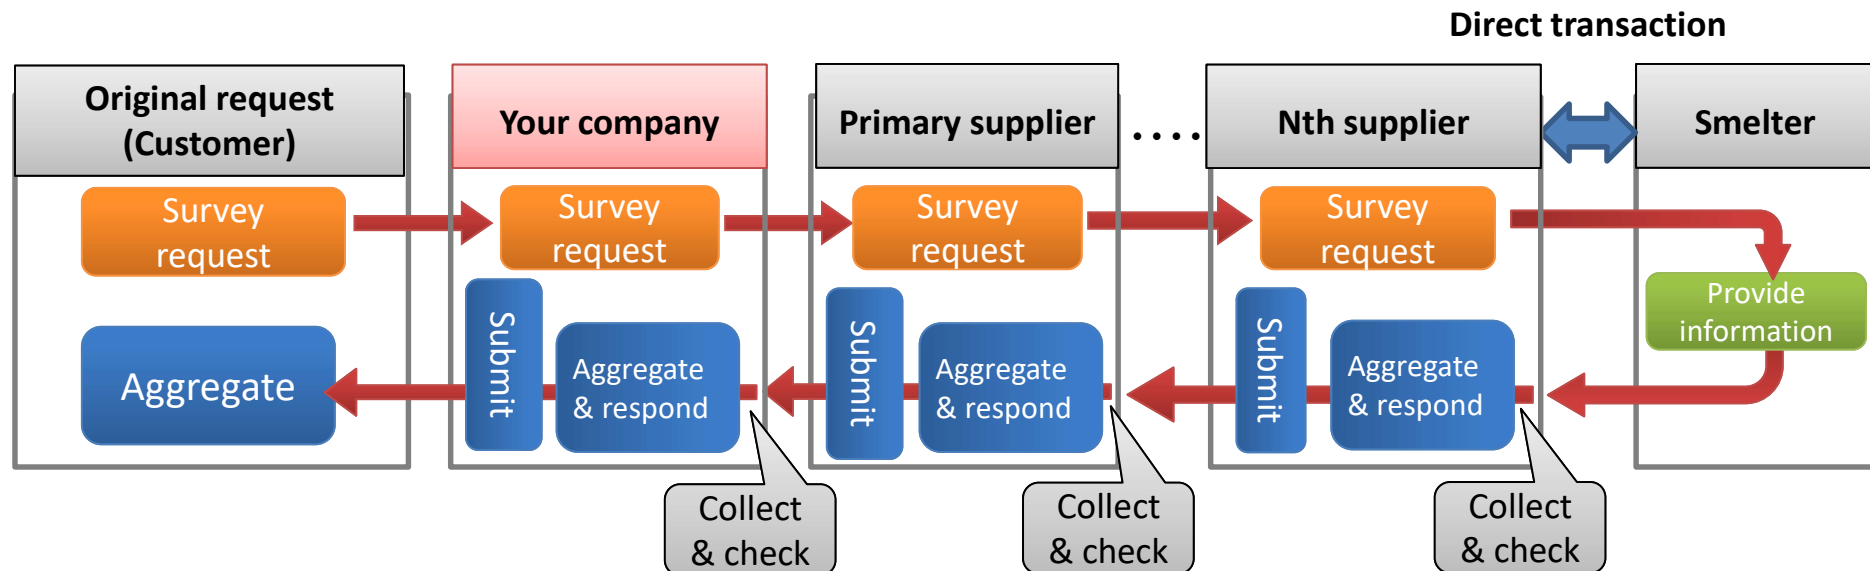 Direct transaction
Original request
(Customer)
Your company
Primary supplier
....
Nth supplier
Smelter
Survey
request
Survey
request
Survey
request
Survey
request
Provide
information
Aggregate
Submit
Aggregate
& respond
Submit
Aggregate
& respond
Submit
Aggregate
& respond
Collect
& check
Collect
& check
Collect
& check